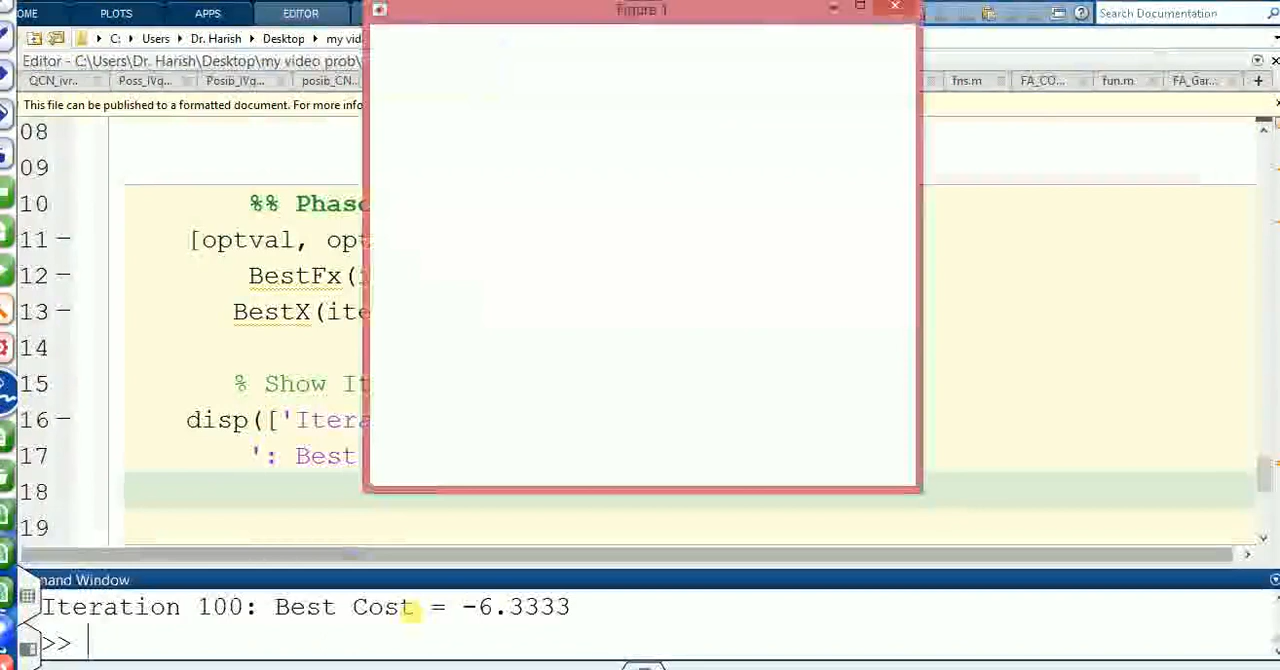 OME PLOTS APPS EDITOR Figure 1 Search Documentation
C: Users Dr. Harish Desktop my vid
Editor - C:\Users\Dr. Harish\Desktop\my video prob\
QCN_ivr... Poss_IVq... Posib_IVq... posib_CN... fns.m FA_CO... fun.m FA_Gar... +
This file can be published to a formatted document. For more info
08
09
10 %% Phas
11 [optval, op
12 BestFx(
13 BestX(ite
14
15 % Show It
16 disp(['Itera
17 ': Best
18
19
mand Window
Iteration 100: Best Cost = -6.3333
>>